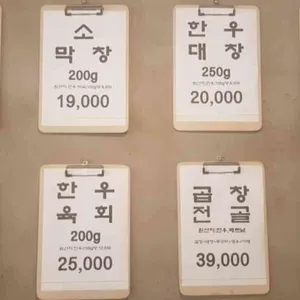 소
막 창
200g
19,000
한 우
대 창
250g
20,000
한 우
육 회
200g
25,000
곱 창
전 골
39,000